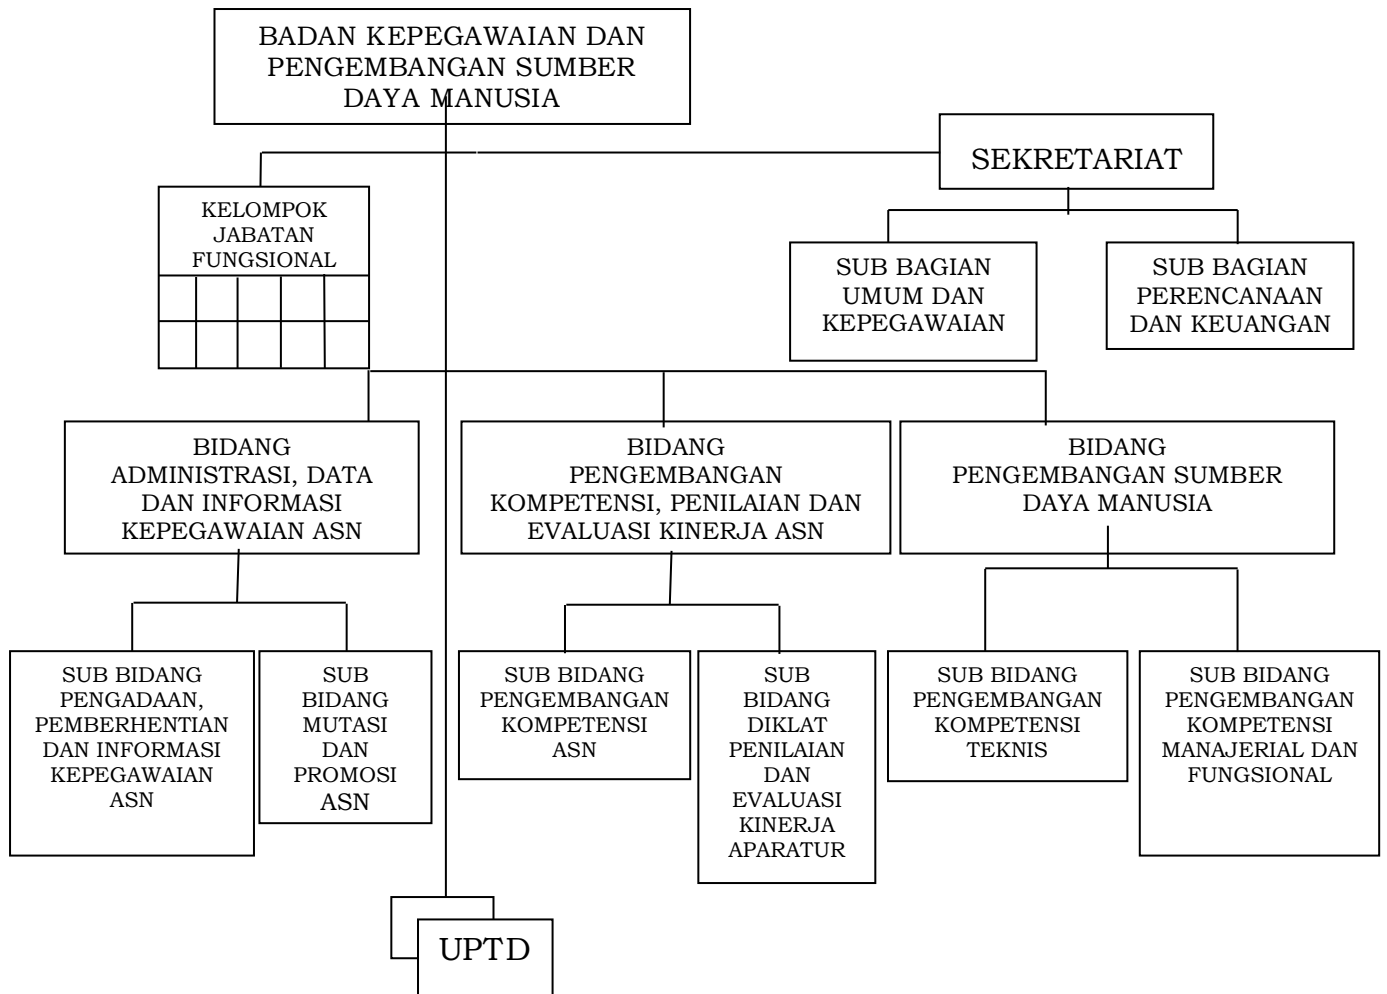 BADAN KEPEGAWAIAN DAN
PENGEMBANGAN SUMBER
DAYA MANUSIA
SEKRETARIAT
KELOMPOK
JABATAN
FUNGSIONAL
SUB BAGIAN
UMUM DAN
KEPEGAWAIAN
SUB BAGIAN
PERENCANAAN
DAN KEUANGAN
BIDANG
ADMINISTRASI, DATA
DAN INFORMASI
KEPEGAWAIAN ASN
BIDANG
PENGEMBANGAN
KOMPETENSI, PENILAIAN DAN
EVALUASI KINERJA ASN
BIDANG
PENGEMBANGAN SUMBER
DAYA MANUSIA
SUB BIDANG
PENGADAAN,
PEMBERHENTIAN
DAN INFORMASI
KEPEGAWAIAN
ASN
SUB
BIDANG
MUTASI
DAN
PROMOSI
ASN
SUB BIDANG
PENGEMBANGAN
KOMPETENSI
ASN
SUB
BIDANG
DIKLAT
PENILAIAN
DAN
EVALUASI
KINERJA
APARATUR
SUB BIDANG
PENGEMBANGAN
KOMPETENSI
TEKNIS
SUB BIDANG
PENGEMBANGAN
KOMPETENSI
MANAJERIAL DAN
FUNGSIONAL
UPTD